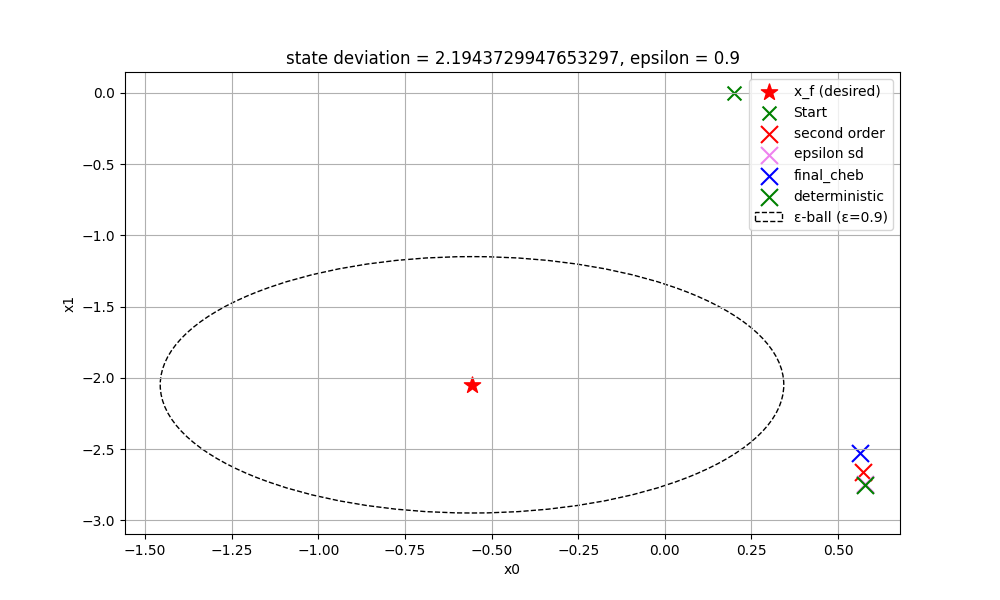 state deviation = 2.1943729947653297, epsilon = 0.9
x_f (desired)
Start
second order
epsilon sd
final_cheb
deterministic
ε-ball (ε=0.9)
x1
0.0
−0.5
−1.0
−1.5
−2.0
−2.5
−3.0
−1.50 −1.25 −1.00 −0.75 −0.50 −0.25 0.00 0.25 0.50
x0